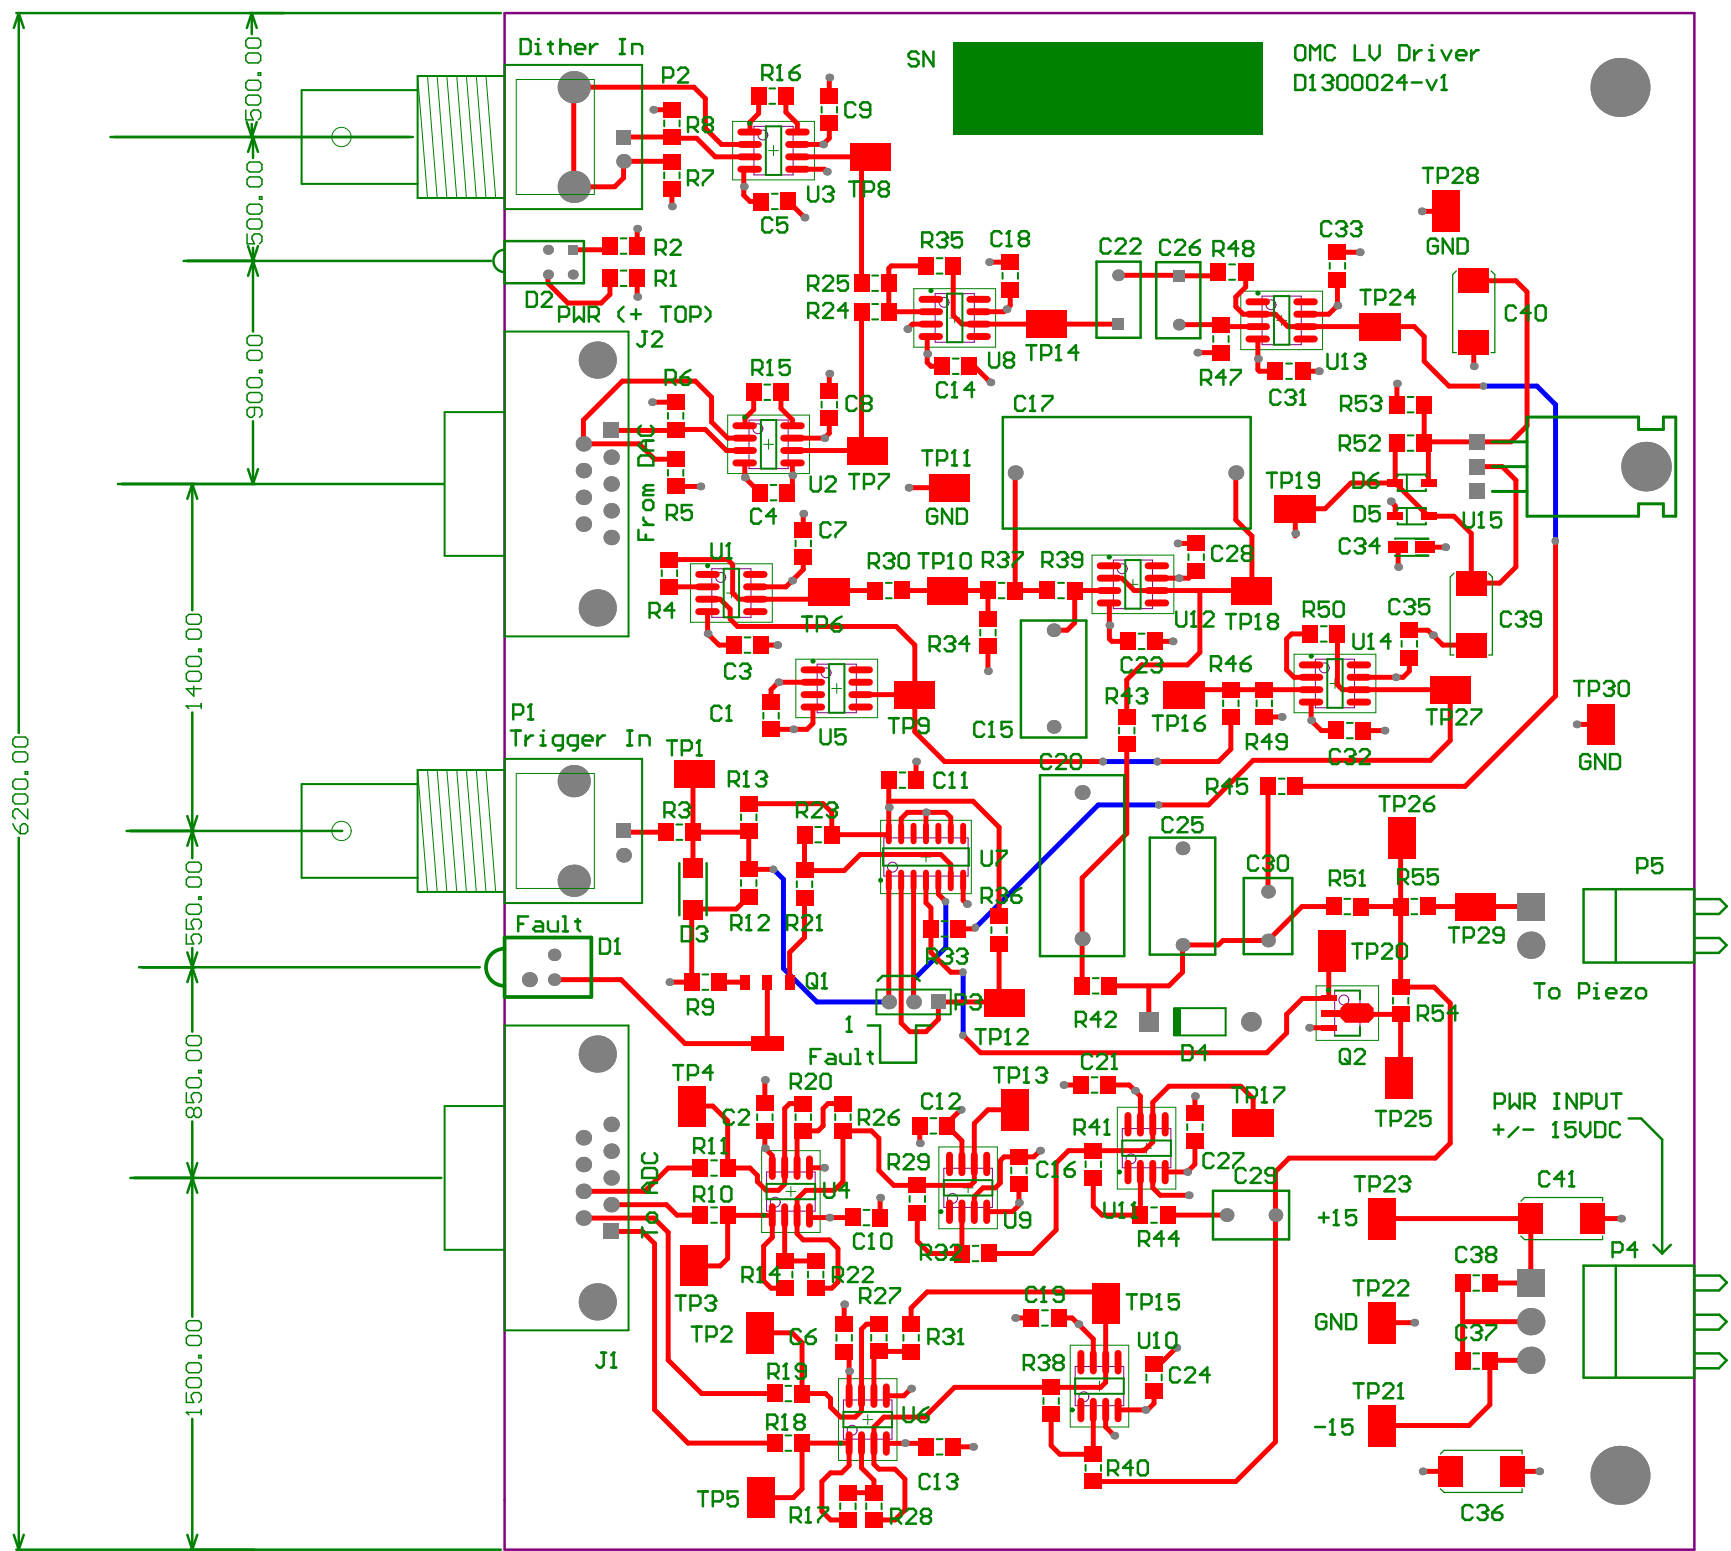 Dither In
SN
OMC LV Driver
D1300024-v1
P2
R16
C9
R8
R7
U3
TP8
C5
TP28
GND
500.00
500.00
900.00
R2
R1
D2
PWR (+ TOP)
R35
C18
C22
C26
R48
C33
R25
R24
TP24
C40
J2
U8
TP14
C14
R47
U13
C31
R15
R6
C8
C17
R53
R52
From DAC
TP11
TP7
U2
TP19
D6
R5
C4
GND
D5
U15
C7
C34
U1
R30
TP10
R37
R39
C28
R4
TP6
R34
U12
TP18
R50
C35
C39
U14
C3
C23
R46
1400.00
C1
U5
TP9
C15
R43
TP16
TP27
TP30
R49
C32
GND
P1
Trigger In
TP1
C20
6200.00
R13
C11
R45
R3
R23
TP26
C25
U7
C30
P5
550.00
R36
R51
R55
R12
R21
D3
Fault
D1
R33
TP20
TP29
R9
Q1
P3
To Piezo
1
TP12
R42
D4
R54
Q2
Fault
850.00
TP4
R20
C21
TP13
TP17
TP25
PWR INPUT
+/- 15VDC
C2
R26
C12
R41
R11
R29
C16
C27
C29
To ADC
R10
U4
U9
U11
TP23
C41
+15
C10
R32
R44
P4
R14
R22
C38
TP3
R27
C19
TP15
TP22
TP2
C6
R31
U10
GND
C37
J1
R19
R38
C24
1500.00
R18
U6
TP21
-15
C13
R40
TP5
R17
R28
C36